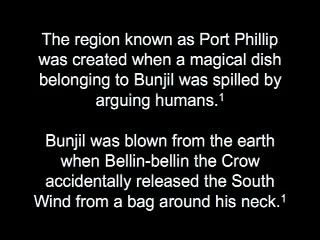 The region known as Port Phillip
was created when a magical dish
belonging to Bunjil was spilled by
arguing humans.¹
Bunjil was blown from the earth
when Bellin-bellin the Crow
accidentally released the South
Wind from a bag around his neck.¹